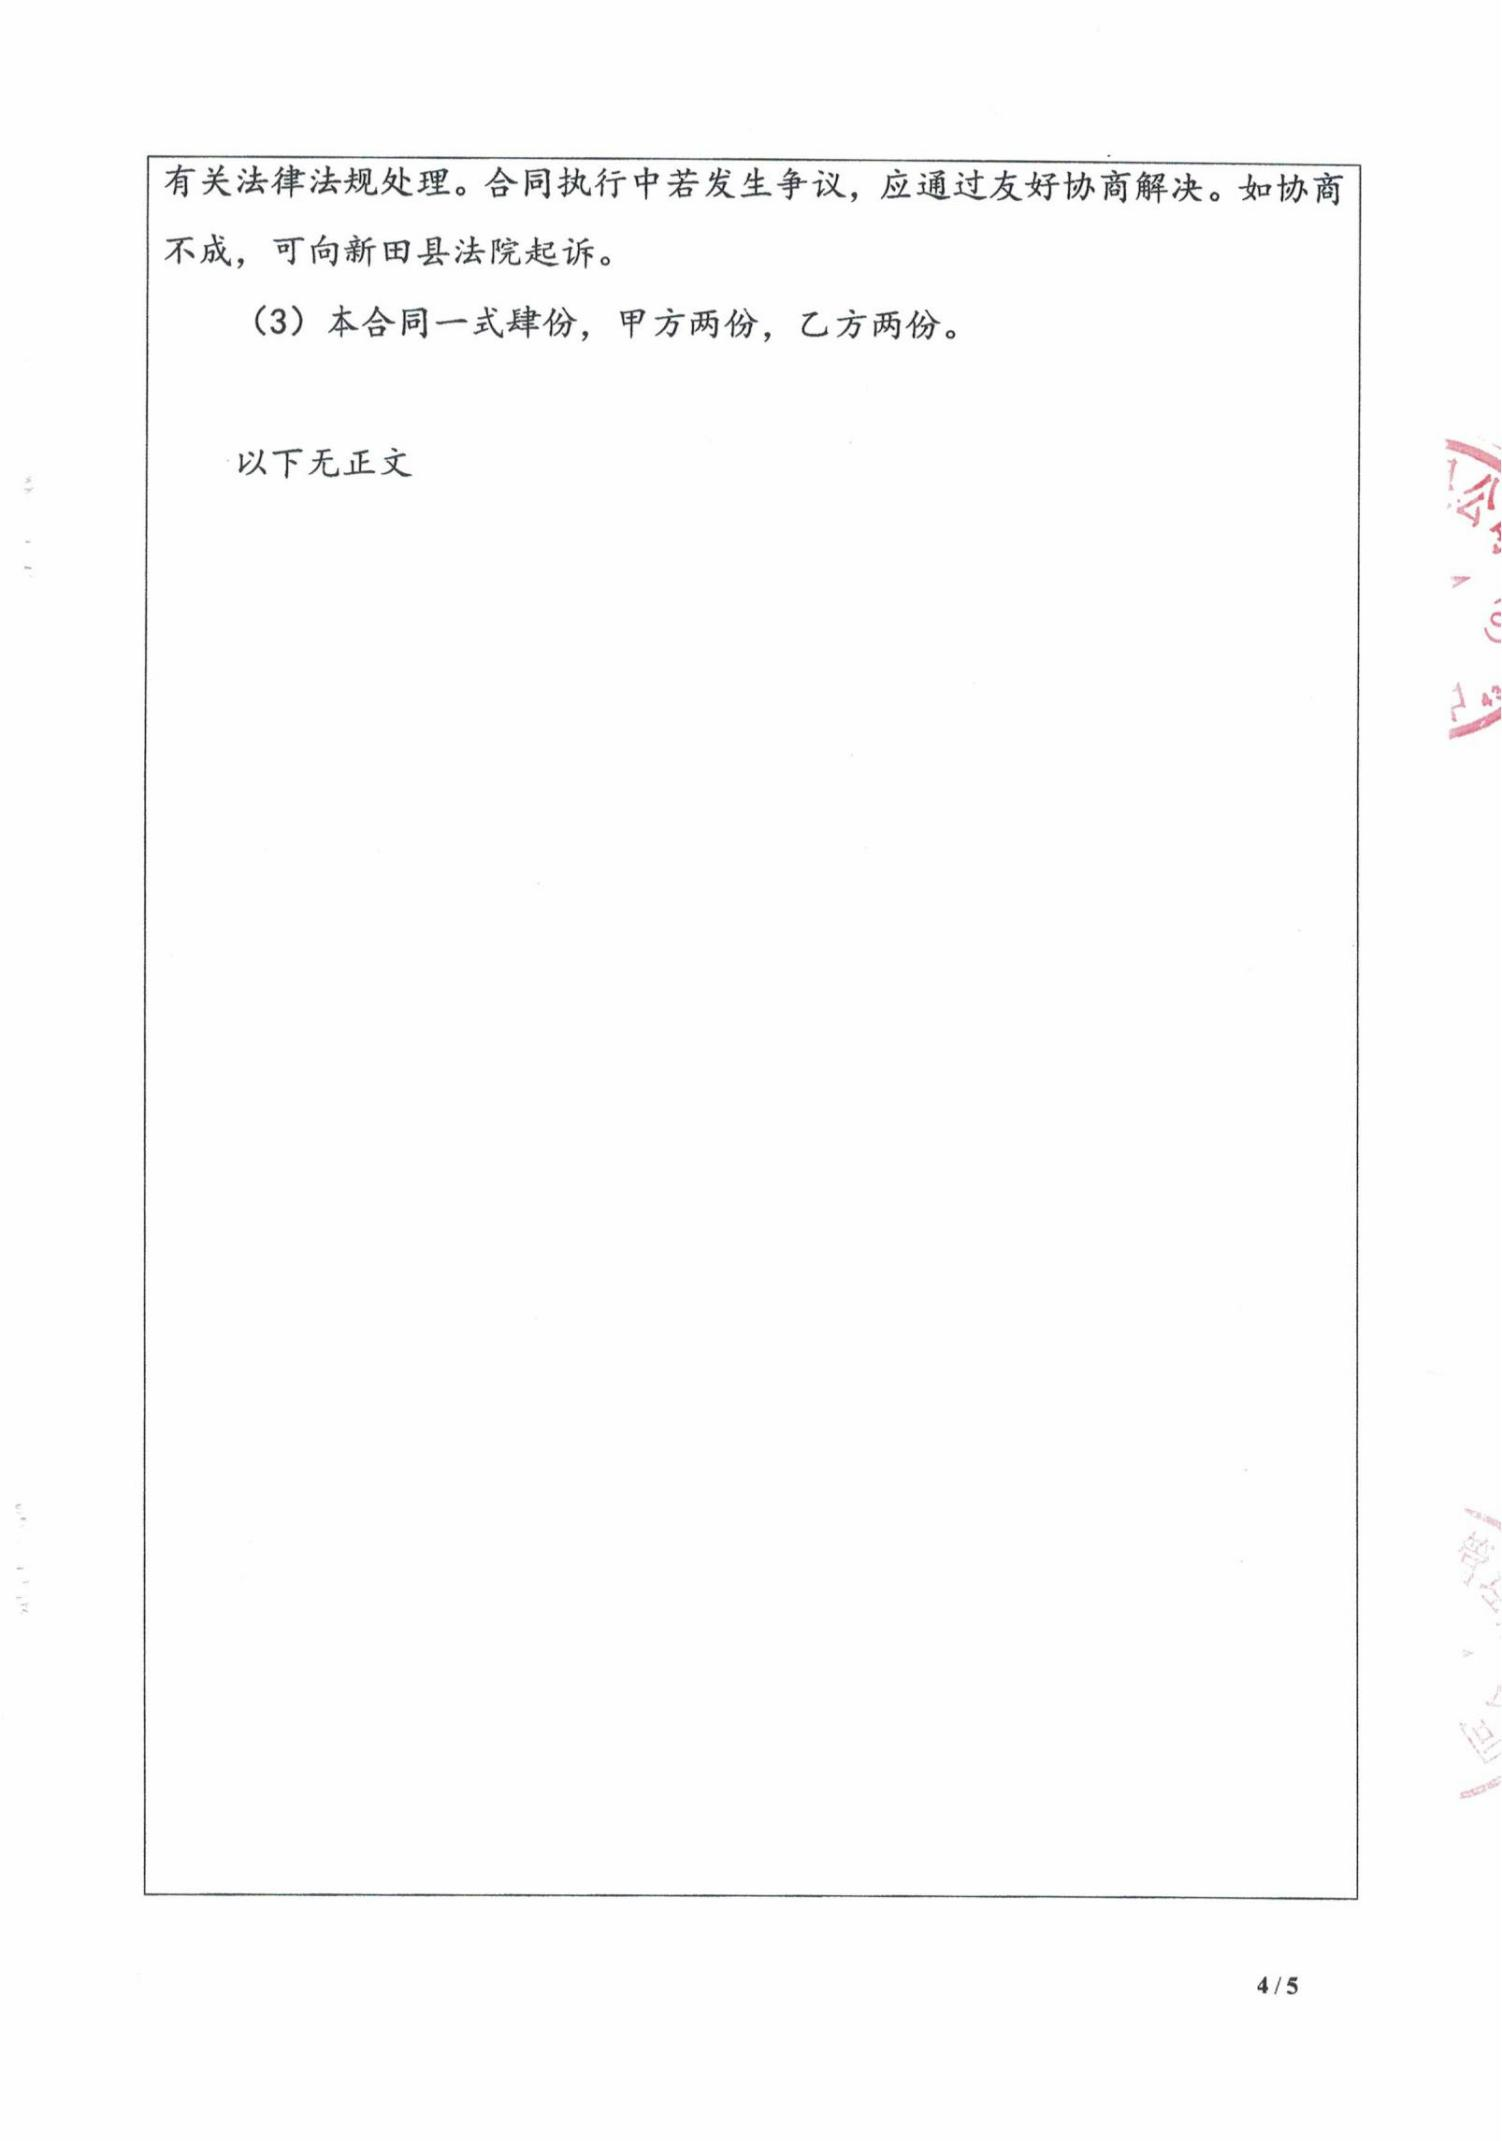 有关法律法规处理。合同执行中若发生争议，应通过友好协商解决。如协商
不成，可向新田县法院起诉。
（3）本合同一式肆份，甲方两份，乙方两份。
以下无正文
公
4 / 5